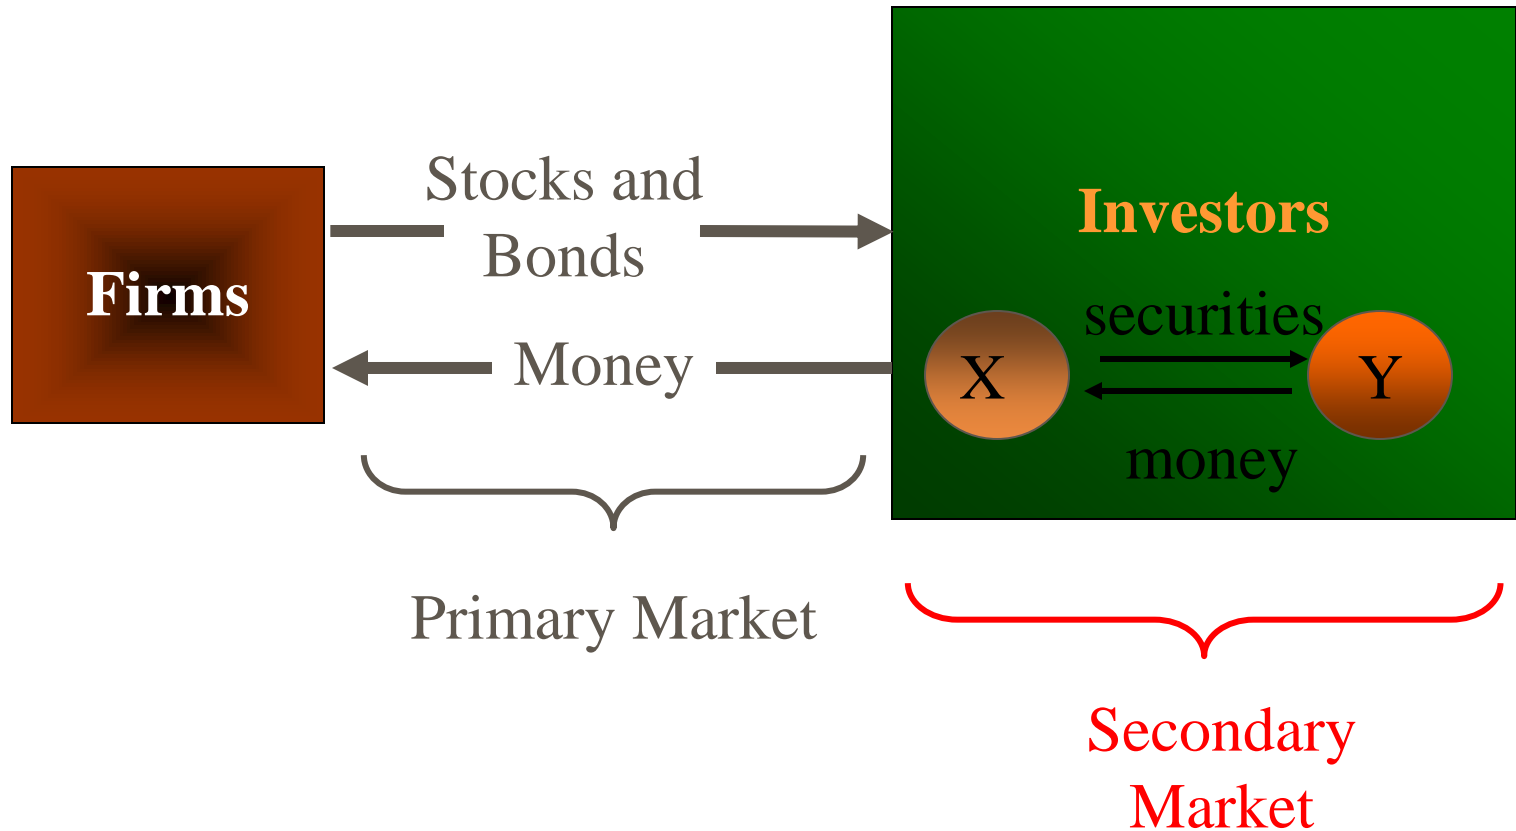 Stocks and
Bonds
Firms
Money
Primary Market
Investors
securities
X
Y
money
Secondary
Market